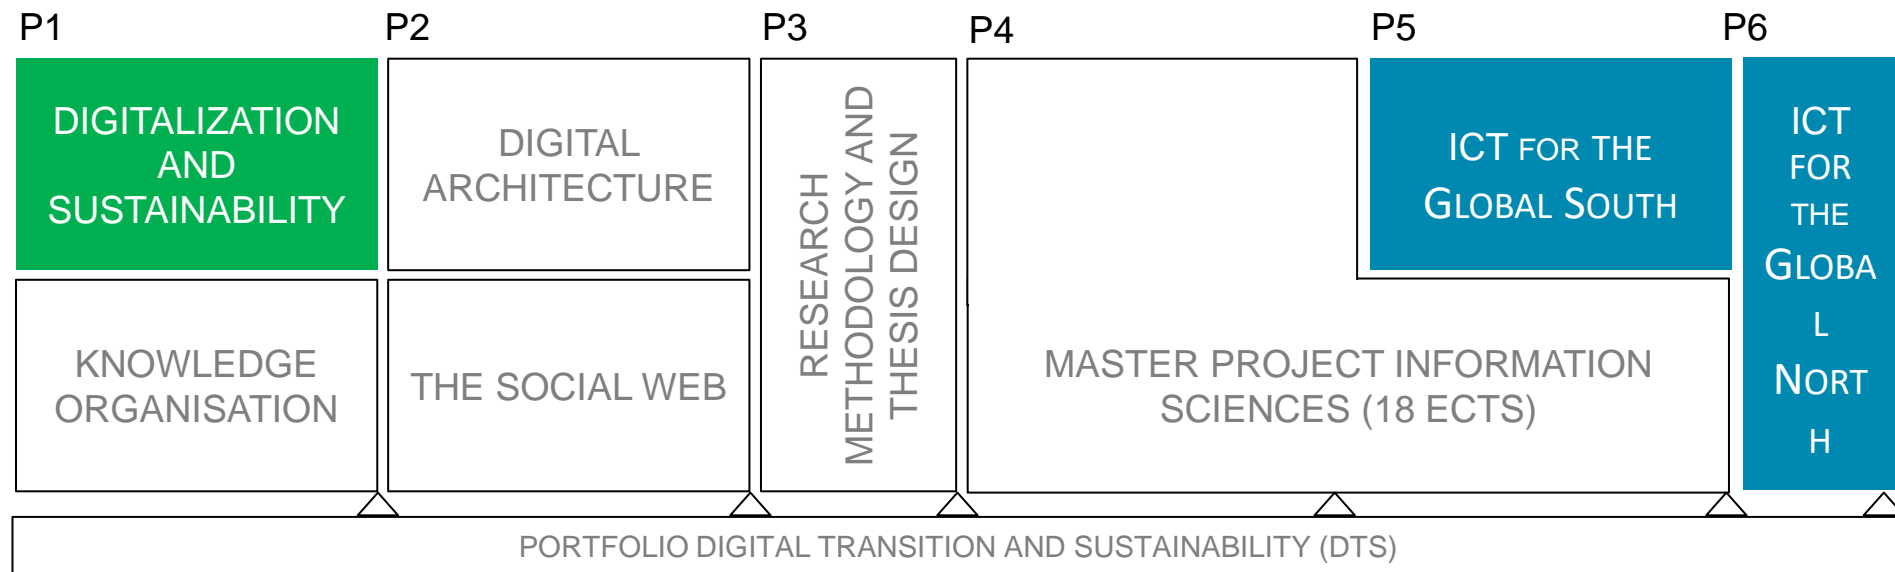 P1
P2
P3
P4
P5
P6
DIGITALIZATION
AND
SUSTAINABILITY
KNOWLEDGE
ORGANISATION
DIGITAL
ARCHITECTURE
THE SOCIAL WEB
RESEARCH
METHODOLOGY AND
THESIS DESIGN
MASTER PROJECT INFORMATION
SCIENCES (18 ECTS)
ICT FOR THE
GLOBAL SOUTH
ICT
FOR
THE
GLOBA
L
NORT
H
PORTFOLIO DIGITAL TRANSITION AND SUSTAINABILITY (DTS)